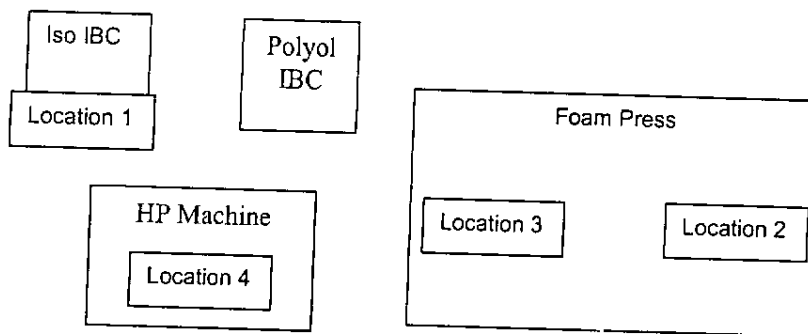 Iso IBC
Location 1
Polyol
IBC
Foam Press
Location 3
Location 2
HP Machine
Location 4